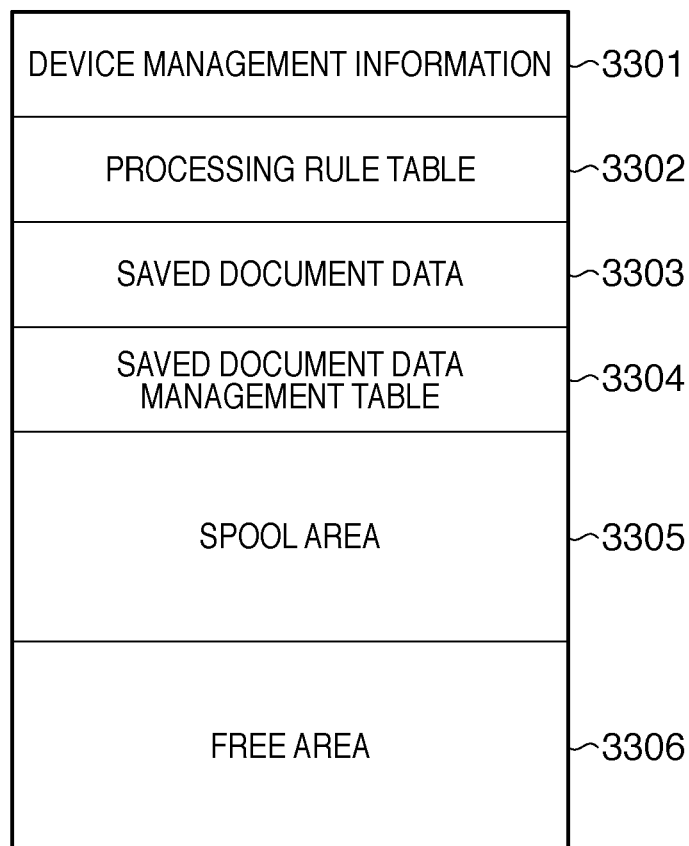 DEVICE MANAGEMENT INFORMATION 3301
PROCESSING RULE TABLE 3302
SAVED DOCUMENT DATA 3303
SAVED DOCUMENT DATA
MANAGEMENT TABLE 3304
SPOOL AREA 3305
FREE AREA 3306